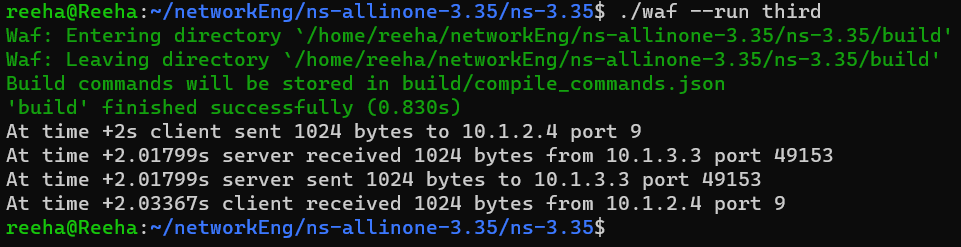 reeha@Reeha:~/networkEng/ns-allinone-3.35/ns-3.35$ ./waf --run third
Waf: Entering directory `/home/reeha/networkEng/ns-allinone-3.35/ns-3.35/build'
Waf: Leaving directory `/home/reeha/networkEng/ns-allinone-3.35/ns-3.35/build'
Build commands will be stored in build/compile_commands.json
'build' finished successfully (0.830s)
At time +2s client sent 1024 bytes to 10.1.2.4 port 9
At time +2.01799s server received 1024 bytes from 10.1.3.3 port 49153
At time +2.01799s server sent 1024 bytes to 10.1.3.3 port 49153
At time +2.03367s client received 1024 bytes from 10.1.2.4 port 9
reeha@Reeha:~/networkEng/ns-allinone-3.35/ns-3.35$